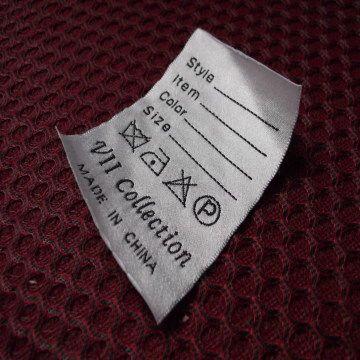 Style
Item
Color
Size
P
VII Collection
MADE IN CHINA